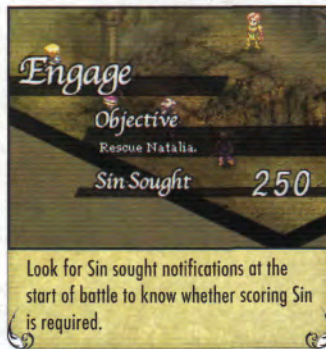 Engage
Objective
Rescue Natalia.
Sin Sought 250
Look for Sin sought notifications at the
start of battle to know whether scoring Sin
is required.